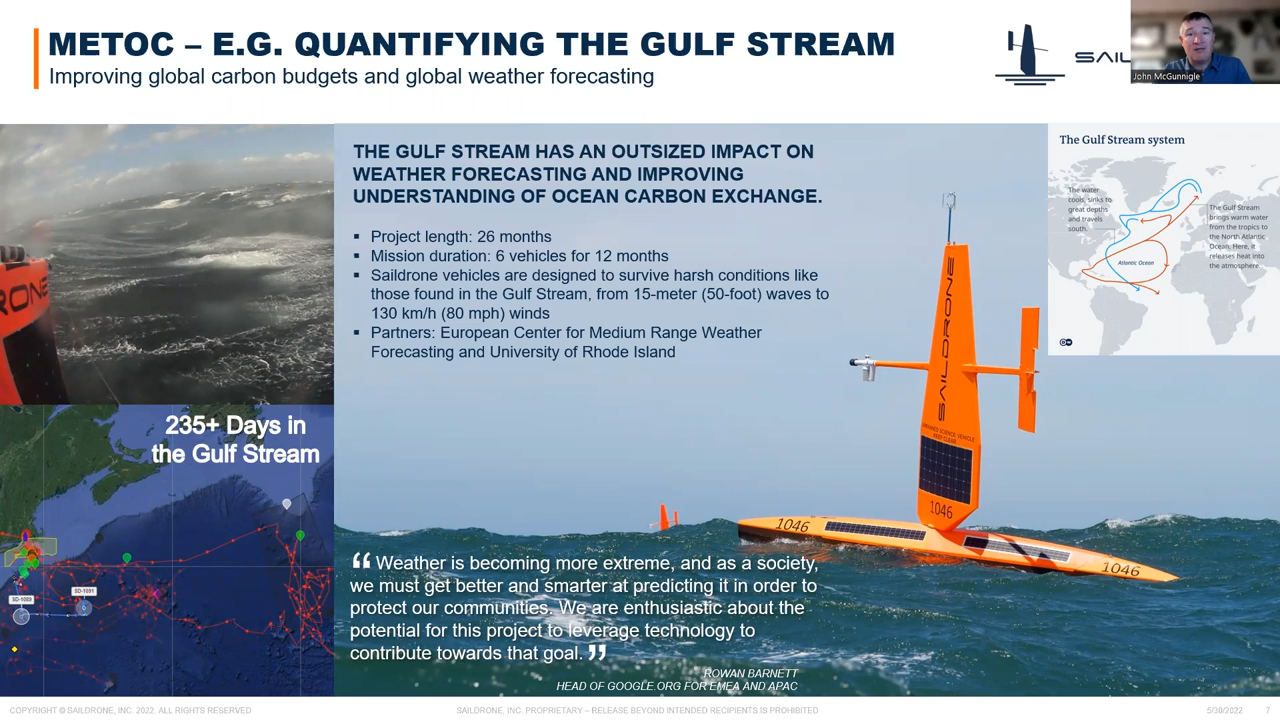 METOC – E.G. QUANTIFYING THE GULF STREAM
Improving global carbon budgets and global weather forecasting
SAIL
John McGunnigle
THE GULF STREAM HAS AN OUTSIZED IMPACT ON
WEATHER FORECASTING AND IMPROVING
UNDERSTANDING OF OCEAN CARBON EXCHANGE.
▪ Project length: 26 months
▪ Mission duration: 6 vehicles for 12 months
▪ Saildrone vehicles are designed to survive harsh conditions like
those found in the Gulf Stream, from 15-meter (50-foot) waves to
130 km/h (80 mph) winds
▪ Partners: European Center for Medium Range Weather
Forecasting and University of Rhode Island
The Gulf Stream system
The water
cools, sinks to
great depths
and travels
south.
The Gulf Stream
brings warm water
from the tropics to
the North Atlantic
Ocean. Here, it
releases heat into
the atmosphere.
Atlantic Ocean
RONE
235+ Days in
the Gulf Stream
SD-1091
SAILDRONE
UNMANNED SCIENCE VEHICLE
KEEP CLEAR
1046
1046
1046
“ Weather is becoming more extreme, and as a society,
we must get better and smarter at predicting it in order to
protect our communities. We are enthusiastic about the
potential for this project to leverage technology to
contribute towards that goal. ”
ROWAN BARNETT
HEAD OF GOOGLE.ORG FOR EMEA AND APAC
COPYRIGHT © SAILDRONE, INC. 2022. ALL RIGHTS RESERVED
SAILDRONE, INC. PROPRIETARY – RELEASE BEYOND INTENDED RECIPIENTS IS PROHIBITED
5/30/2022
7